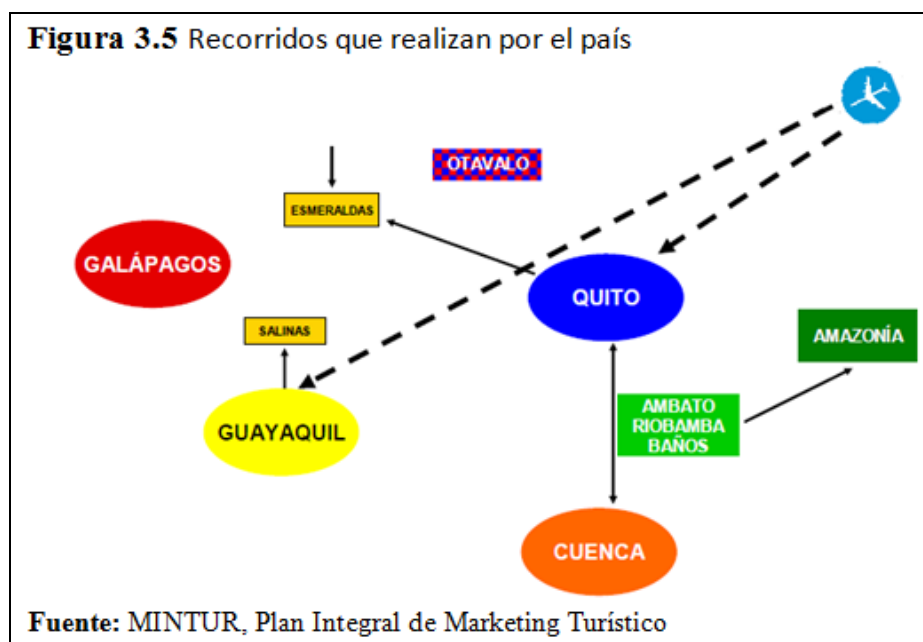 Figura 3.5 Recorridos que realizan por el país
OTAVALO
ESMERALDAS
GALÁPAGOS
QUITO
SALINAS
AMAZONÍA
GUAYAQUIL
AMBATO
RIOBAMBA
BAÑOS
CUENCA
Fuente: MINTUR, Plan Integral de Marketing Turístico